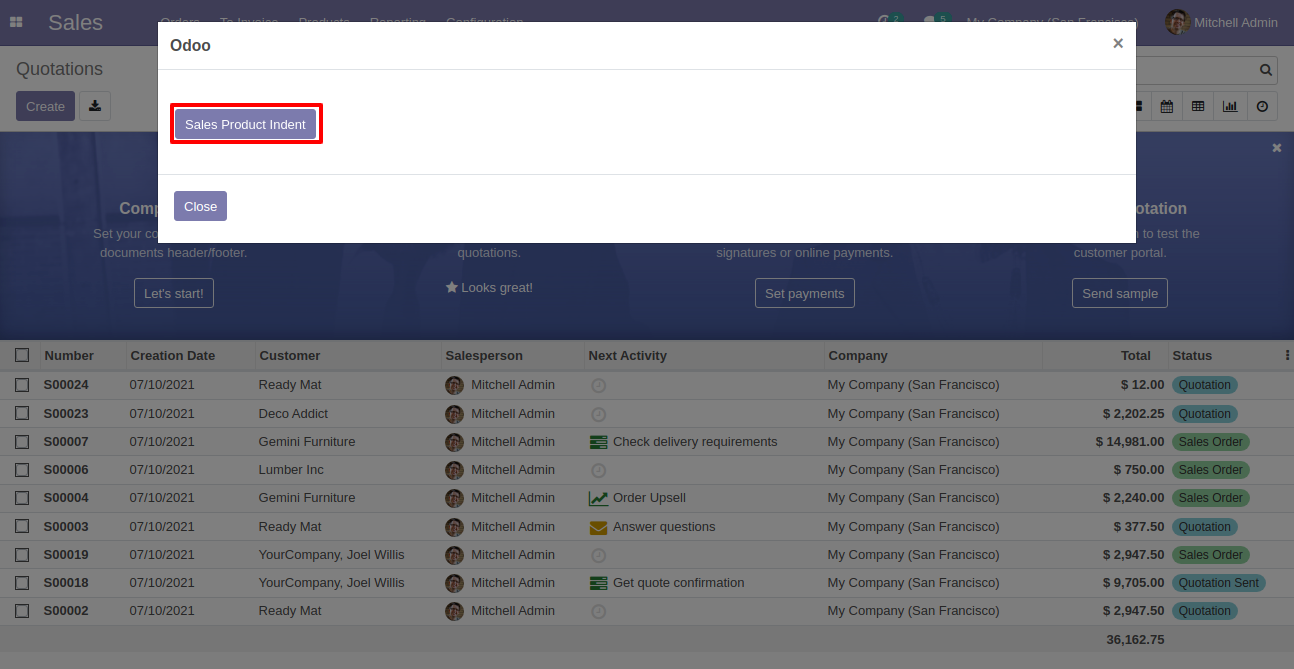 Sales Orders To Invoice Products Reporting Configuration 2 5 My Company (San Francisco) Mitchell Admin
Odoo ×
Quotations
Create
Sales Product Indent
Close
Set your co
documents header/footer.
Let's start!
quotations.
Looks great!
signatures or online payments.
Set payments
otation
to test the
customer portal.
Send sample
Number Creation Date Customer Salesperson Next Activity Company Total Status
S00024 07/10/2021 Ready Mat Mitchell Admin My Company (San Francisco) $ 12.00 Quotation
S00023 07/10/2021 Deco Addict Mitchell Admin My Company (San Francisco) $ 2,202.25 Quotation
S00007 07/10/2021 Gemini Furniture Mitchell Admin Check delivery requirements My Company (San Francisco) $ 14,981.00 Sales Order
S00006 07/10/2021 Lumber Inc Mitchell Admin My Company (San Francisco) $ 750.00 Sales Order
S00004 07/10/2021 Gemini Furniture Mitchell Admin Order Upsell My Company (San Francisco) $ 2,240.00 Sales Order
S00003 07/10/2021 Ready Mat Mitchell Admin Answer questions My Company (San Francisco) $ 377.50 Quotation
S00019 07/10/2021 YourCompany, Joel Willis Mitchell Admin My Company (San Francisco) $ 2,947.50 Sales Order
S00018 07/10/2021 YourCompany, Joel Willis Mitchell Admin Get quote confirmation My Company (San Francisco) $ 9,705.00 Quotation Sent
S00002 07/10/2021 Ready Mat Mitchell Admin My Company (San Francisco) $ 2,947.50 Quotation
36,162.75